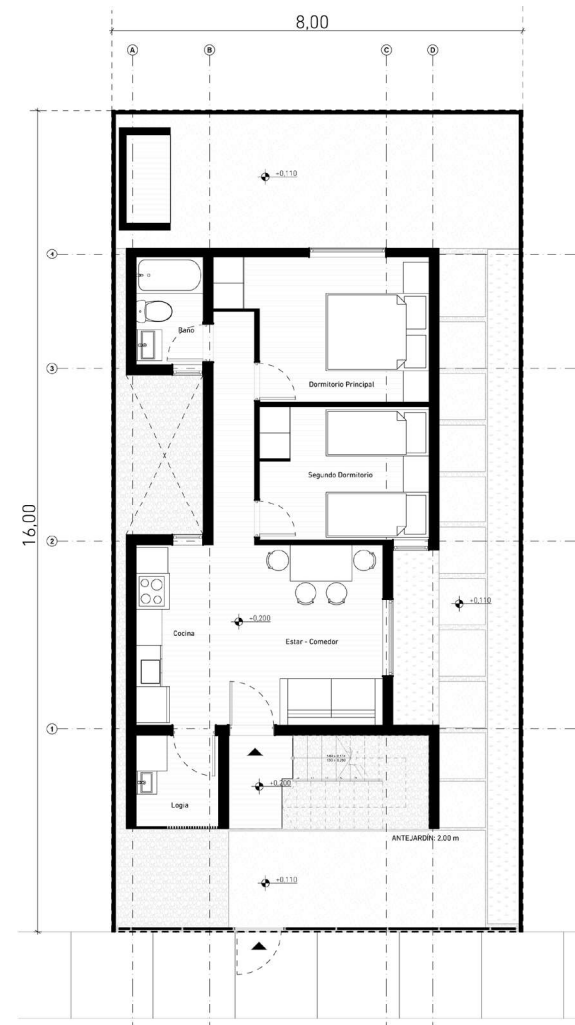 8,00
A B C D
+0.110
4
Baño
3
Dormitorio Principal
Segundo Dormitorio
16,00
2
+0.110
+0.200
Cocina
Estar - Comedor
1
+0.200
Logia
ANTEJARDÍN: 2.00 m
+0.110